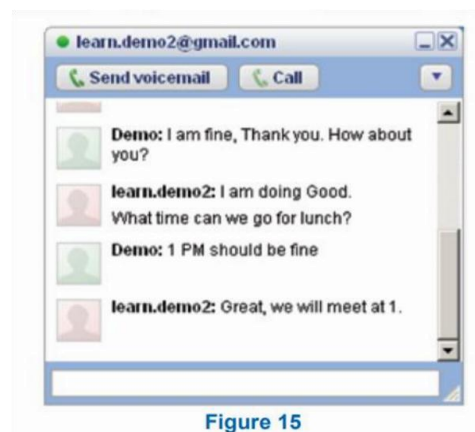 learn.demo2@gmail.com
Send voicemail
Call
Demo: I am fine, Thank you. How about
you?
learn.demo2: I am doing Good.
What time can we go for lunch?
Demo: 1 PM should be fine
learn.demo2: Great, we will meet at 1.
Figure 15